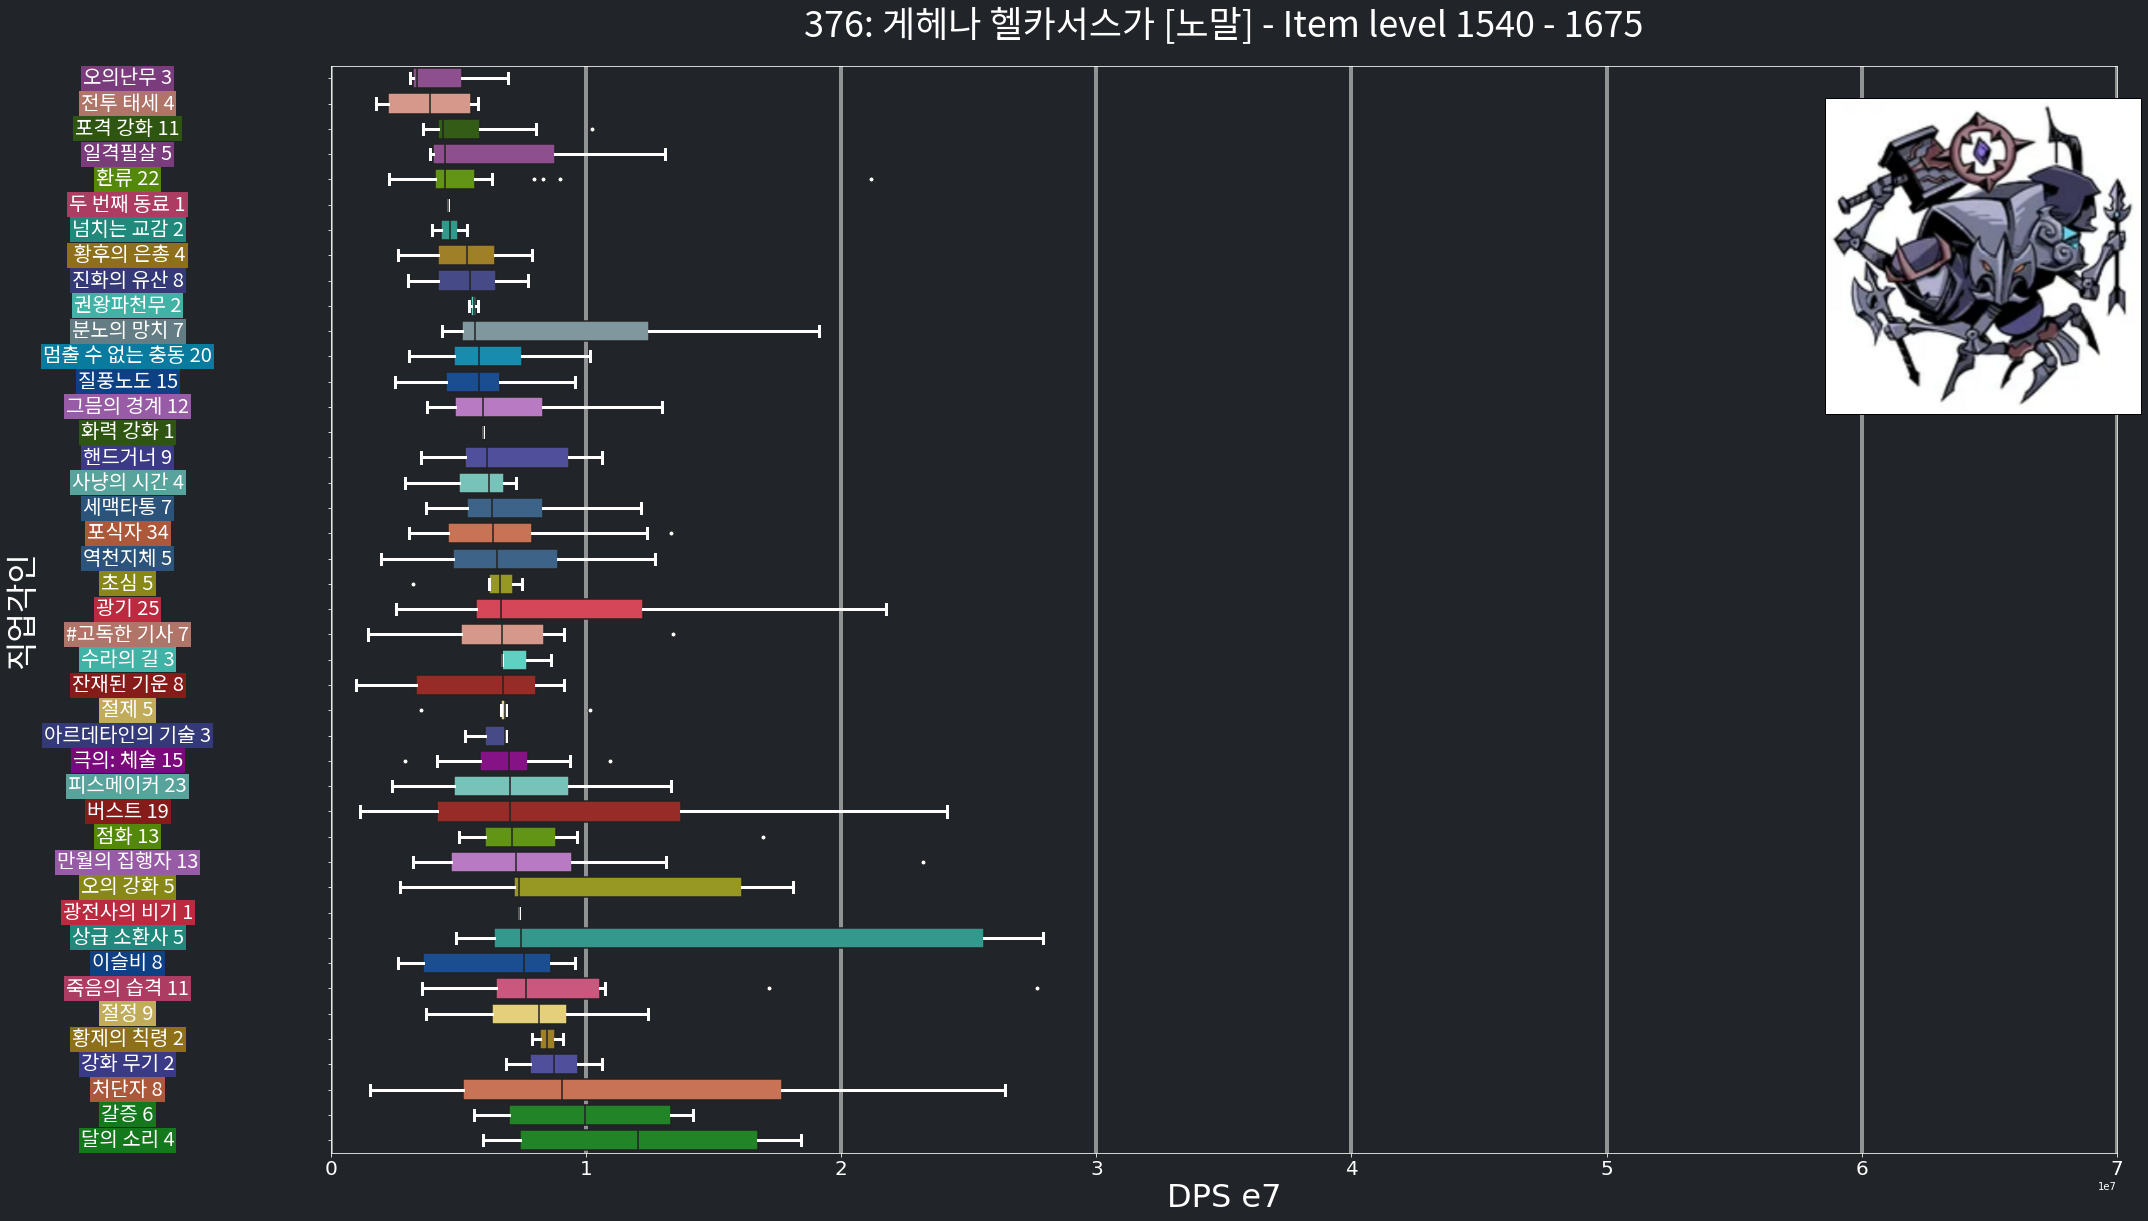 376: 게헤나 헬카서스가 [노말] - Item level 1540 - 1675
오의난무 3
전투 태세 4
포격 강화 11
일격필살 5
환류 22
두 번째 동료 1
넘치는 교감 2
황후의 은총 4
진화의 유산 8
권왕파천무 2
분노의 망치 7
멈출 수 없는 충동 20
질풍노도 15
그믐의 경계 12
화력 강화 1
핸드거너 9
사냥의 시간 4
세맥타통 7
포식자 34
역천지체 5
초심 5
광기 25
#고독한 기사 7
수라의 길 3
잔재된 기운 8
절제 5
아르데타인의 기술 3
극의: 체술 15
피스메이커 23
버스트 19
점화 13
만월의 집행자 13
오의 강화 5
광전사의 비기 1
상급 소환사 5
이슬비 8
죽음의 습격 11
절정 9
황제의 칙령 2
강화 무기 2
처단자 8
갈증 6
달의 소리 4
직업각인
0 1 2 3 4 5 6 7
1e7
DPS e7